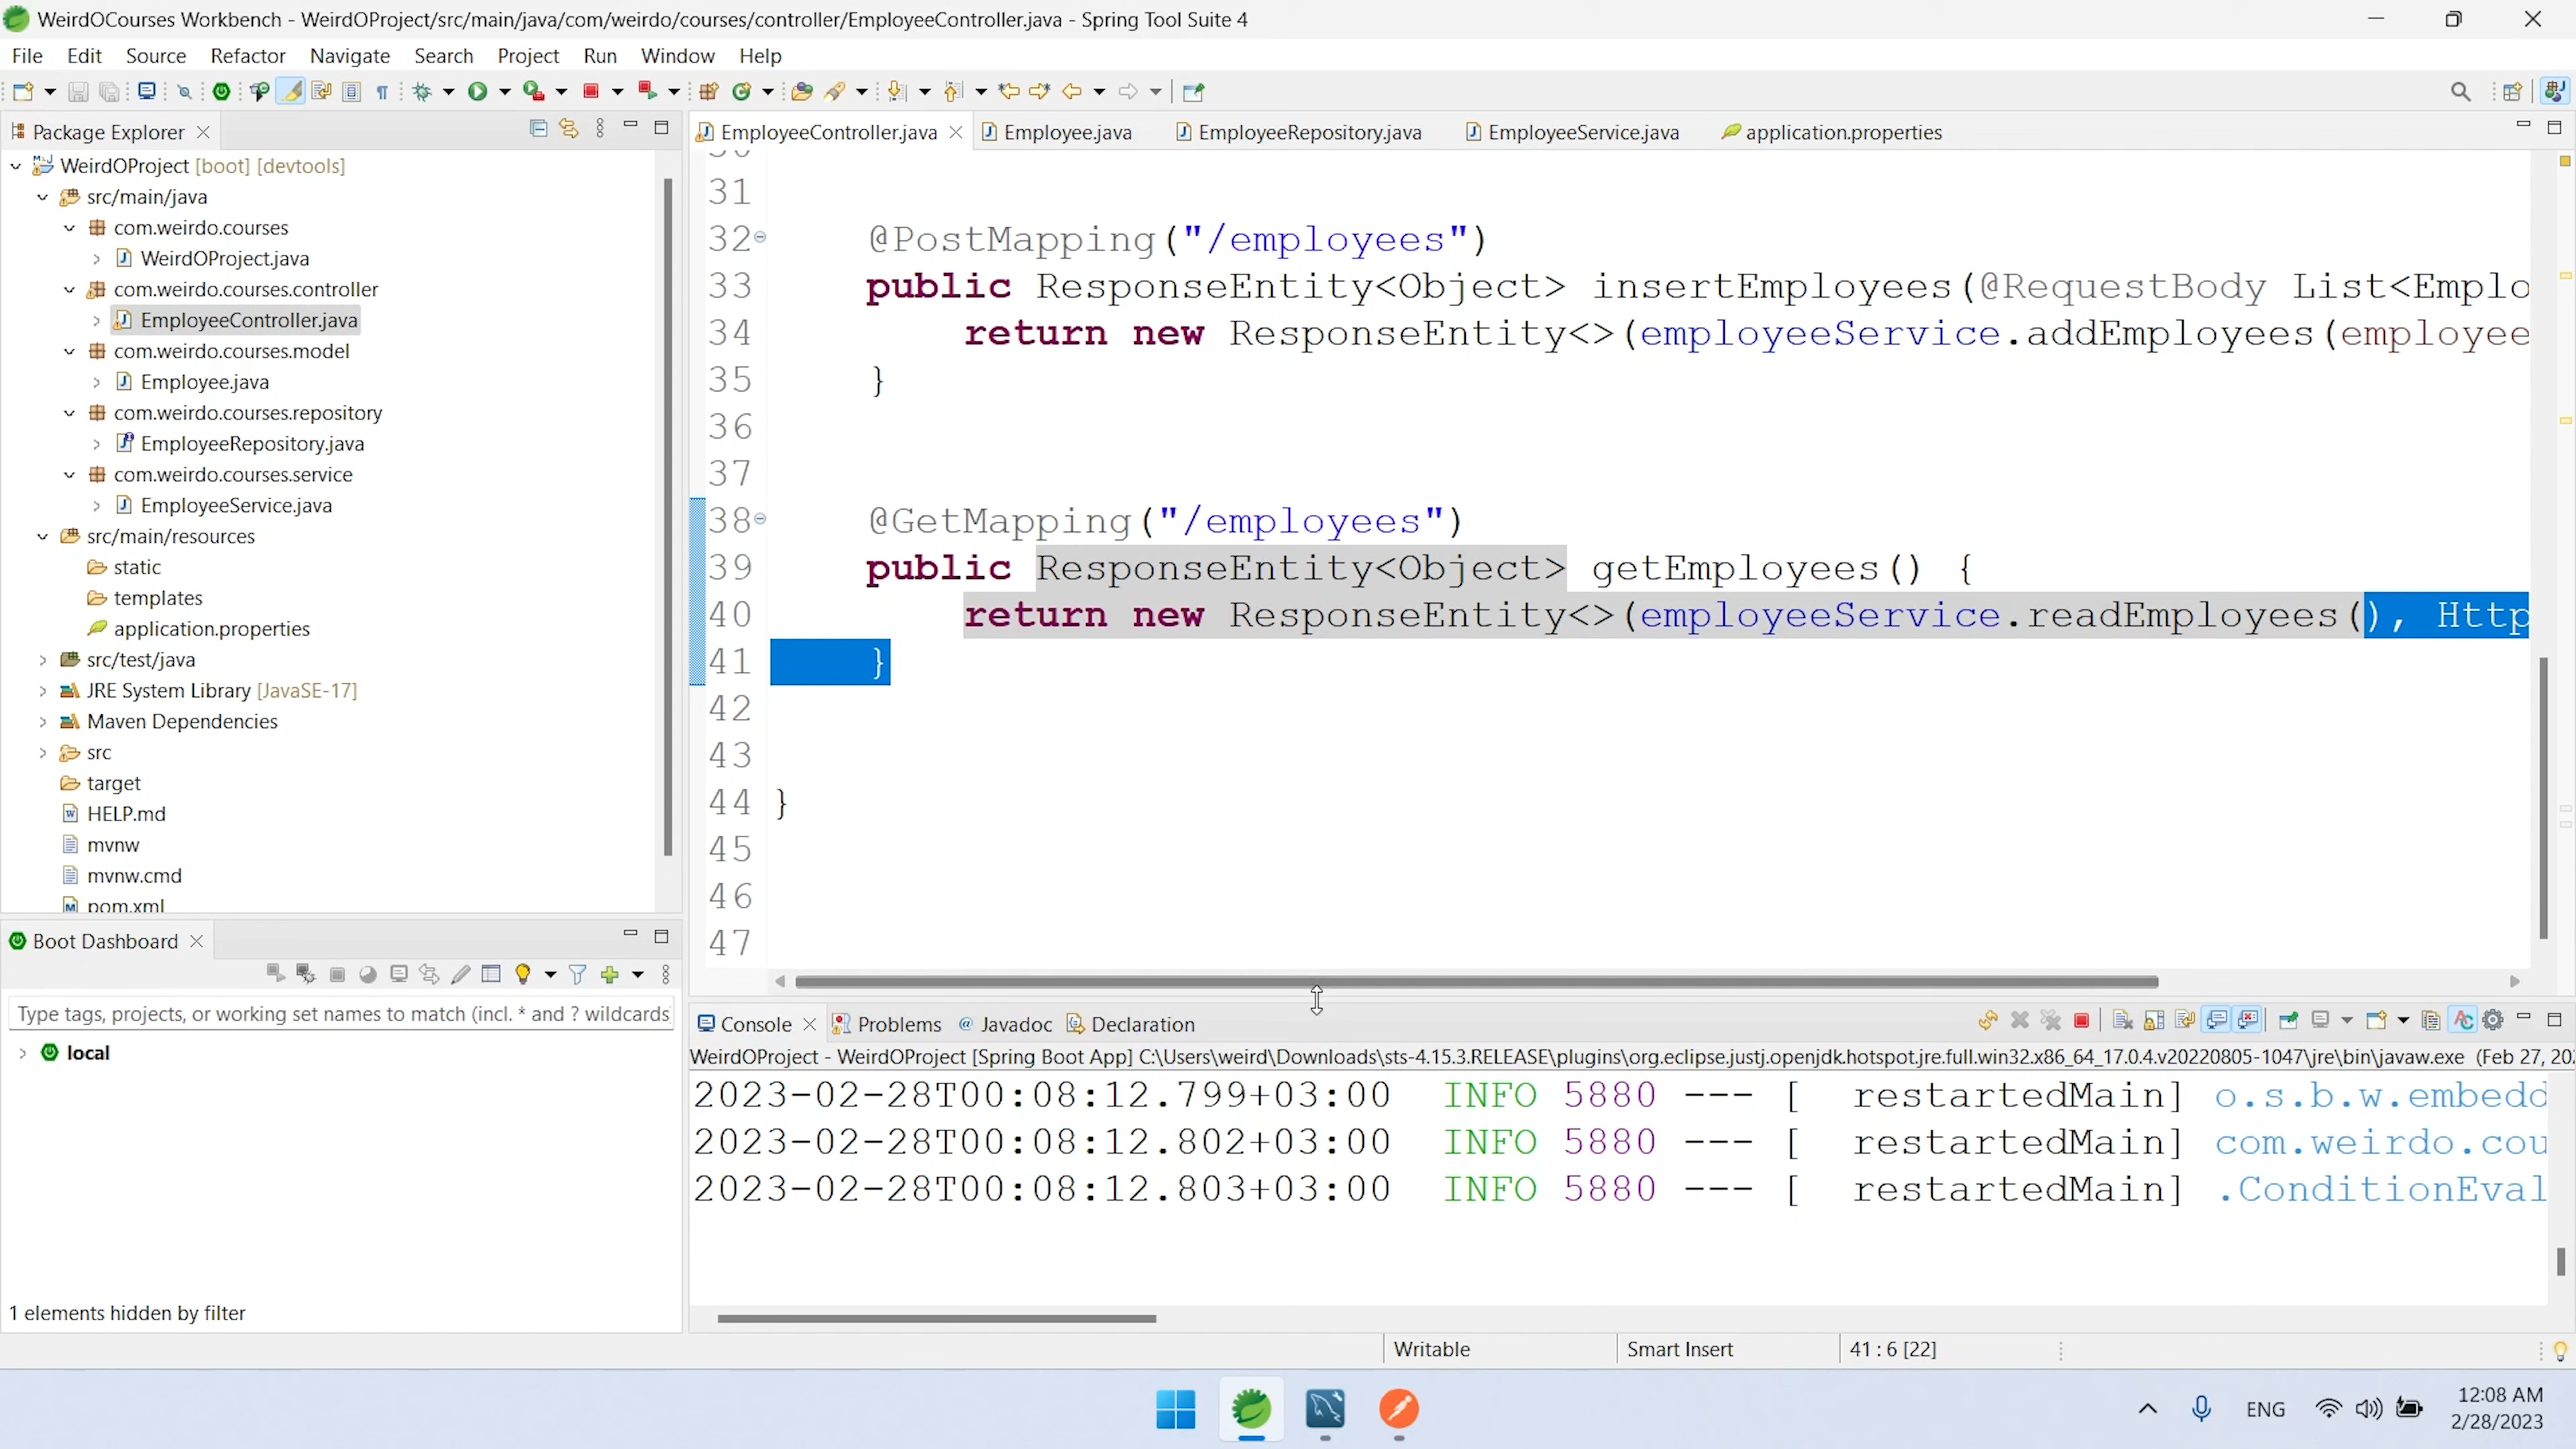 WeirdOCourses Workbench - WeirdOProject/src/main/java/com/weirdo/courses/controller/EmployeeController.java - Spring Tool Suite 4
File Edit Source Refactor Navigate Search Project Run Window Help
Package Explorer
WeirdOProject [boot] [devtools]
src/main/java
com.weirdo.courses
WeirdOProject.java
com.weirdo.courses.controller
EmployeeController.java
com.weirdo.courses.model
Employee.java
com.weirdo.courses.repository
EmployeeRepository.java
com.weirdo.courses.service
EmployeeService.java
src/main/resources
static
templates
application.properties
src/test/java
JRE System Library [JavaSE-17]
Maven Dependencies
src
target
HELP.md
mvnw
mvnw.cmd
pom.xml
Boot Dashboard
Type tags, projects, or working set names to match (incl. * and ? wildcards
local
1 elements hidden by filter
EmployeeController.java Employee.java EmployeeRepository.java EmployeeService.java application.properties
31
32 @PostMapping("/employees")
33 public ResponseEntity<Object> insertEmployees(@RequestBody List<Emplo
34 return new ResponseEntity<>(employeeService.addEmployees(employee
35 }
36
37
38 @GetMapping("/employees")
39 public ResponseEntity<Object> getEmployees() {
40 return new ResponseEntity<>(employeeService.readEmployees(), Http
41 }
42
43
44 }
45
46
47
Console Problems Javadoc Declaration
WeirdOProject - WeirdOProject [Spring Boot App] C:\Users\weird\Downloads\sts-4.15.3.RELEASE\plugins\org.eclipse.justj.openjdk.hotspot.jre.full.win32.x86_64_17.0.4.v20220805-1047\jre\bin\javaw.exe (Feb 27, 20
2023-02-28T00:08:12.799+03:00 INFO 5880 --- [ restartedMain] o.s.b.w.embedd
2023-02-28T00:08:12.802+03:00 INFO 5880 --- [ restartedMain] com.weirdo.cou
2023-02-28T00:08:12.803+03:00 INFO 5880 --- [ restartedMain] .ConditionEval
Writable Smart Insert 41 : 6 [22]
ENG
12:08 AM
2/28/2023